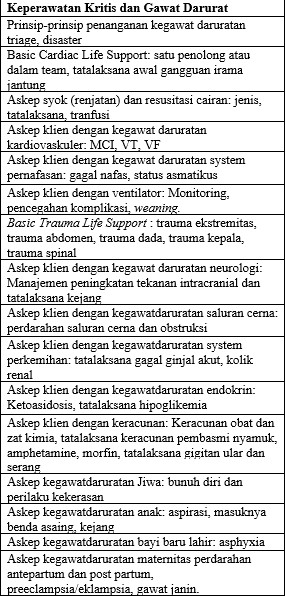 Keperawatan Kritis dan Gawat Darurat
Prinsip-prinsip penanganan kegawat daruratan
triage, disaster
Basic Cardiac Life Support: satu penolong atau
dalam team, tatalaksana awal gangguan irama
jantung
Askep syok (renjatan) dan resusitasi cairan: jenis,
tatalaksana, tranfusi
Askep klien dengan kegawat daruratan
kardiovaskuler: MCI, VT, VF
Askep klien dengan kegawat daruratan system
pernafasan: gagal nafas, status asmatikus
Askep klien dengan ventilator: Monitoring,
pencegahan komplikasi, weaning.
Basic Trauma Life Support : trauma ekstremitas,
trauma abdomen, trauma dada, trauma kepala,
trauma spinal
Askep klien dengan kegawat daruratan neurologi:
Manajemen peningkatan tekanan intracranial dan
tatalaksana kejang
Askep klien dengan kegawatdaruratan saluran cerna:
perdarahan saluran cerna dan obstruksi
Askep klien dengan kegawatdaruratan system
perkemihan: tatalaksana gagal ginjal akut, kolik
renal
Askep klien dengan kegawatdaruratan endokrin:
Ketoasidosis, tatalaksana hipoglikemia
Askep klien dengan keracunan: Keracunan obat dan
zat kimia, tatalaksana keracunan pembasmi nyamuk,
amphetamine, morfin, tatalaksana gigitan ular dan
serang
Askep kegawatdaruratan Jiwa: bunuh diri dan
perilaku kekerasan
Askep kegawatdaruratan anak: aspirasi, masuknya
benda asaing, kejang
Askep kegawatdaruratan bayi baru lahir: asphyxia
Askep kegawatdaruratan maternitas perdarahan
antepartum dan post partum,
preeclampsia/eklampsia, gawat janin.